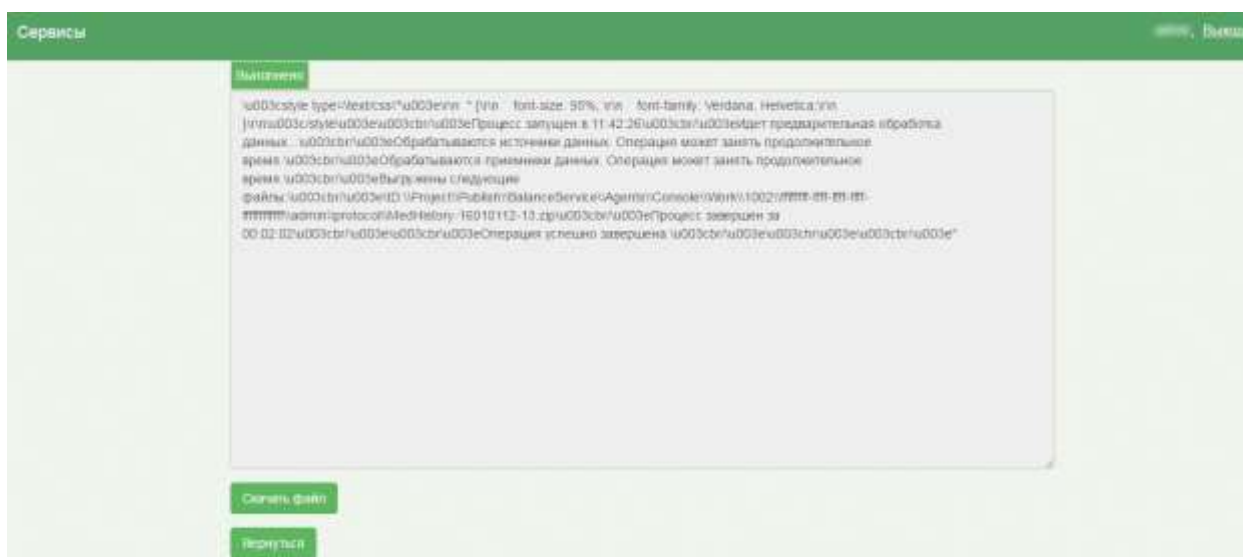 Сервисы
, Выход
Выполнено
\u003cstyle type=\"text/css\"\u003e\r\n * {\r\n font-size: 95%; \r\n font-family: Verdana, Helvetica;\r\n
}\r\n\u003c/style\u003e\u003cbr/\u003eПроцесс запущен в 11:42:26\u003cbr/\u003eИдет предварительная обработка
данных...\u003cbr/\u003eОбрабатываются источники данных. Операция может занять продолжительное
время.\u003cbr/\u003eОбрабатываются приемники данных. Операция может занять продолжительное
время.\u003cbr/\u003eВыгружены следующие
файлы:\u003cbr/\u003e\tD:\\Project\\Publish\\BalanceService\\Agents\\Console\\Work\\1002\\ffffffff-ffff-ffff-ffff-
ffffffffffff\\admin\\protocol\\MedHistory-16010112-13.zip\u003cbr/\u003eПроцесс завершен за
00:02:02\u003cbr/\u003e\u003cbr/\u003eОперация успешно завершена.\u003cbr/\u003e\u003chr\u003e\u003cbr/\u003e"
Скачать файл
Вернуться